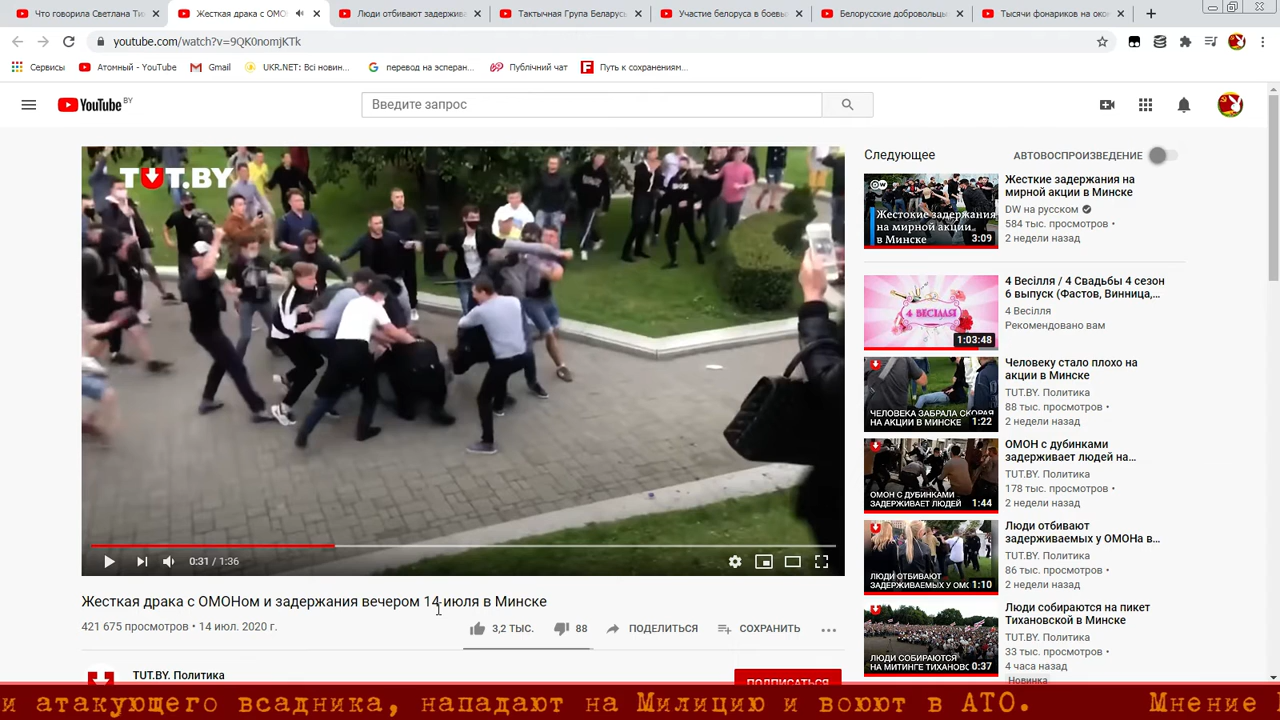 Что говорила Светлана Тих
Жесткая драка с ОМОН
Люди отбивают задержива
Тактычная Група Беларусь
Участие белоруса в боевы
Белорусские добровольцы
Тысячи фонариков на око
youtube.com/watch?v=9QK0nomjKTk
Сервисы
Атомный - YouTube
Gmail
UKR.NET: Всі новин...
перевод на эсперан...
Публічний чат
Путь к сохранениям...
YouTube BY
Введите запрос
TUT.BY
0:31 / 1:36
Жесткая драка с ОМОНом и задержания вечером 14 июля в Минске
421 675 просмотров • 14 июл. 2020 г.
3,2 ТЫС.
88
ПОДЕЛИТЬСЯ
СОХРАНИТЬ
TUT.BY. Политика
ПОДПИСАТЬСЯ
Следующее
АВТОВОСПРОИЗВЕДЕНИЕ
Жестокие задержания
на мирной акции
в Минске
3:09
Жесткие задержания на
мирной акции в Минске
DW на русском
584 тыс. просмотров •
2 недели назад
4 ВЕСІЛЛЯ
1:03:48
4 Весілля / 4 Свадьбы 4 сезон
6 выпуск (Фастов, Винница,...
4 Весілля
Рекомендовано вам
ЧЕЛОВЕКА ЗАБРАЛА СКОРАЯ
НА АКЦИИ В МИНСКЕ
1:22
Человеку стало плохо на
акции в Минске
TUT.BY. Политика
88 тыс. просмотров •
2 недели назад
ОМОН С ДУБИНКАМИ
ЗАДЕРЖИВАЕТ ЛЮДЕЙ
1:44
ОМОН с дубинками
задерживает людей на...
TUT.BY. Политика
178 тыс. просмотров •
2 недели назад
ЛЮДИ ОТБИВАЮТ
ЗАДЕРЖИВАЕМЫХ У ОМО
1:10
Люди отбивают
задерживаемых у ОМОНа в...
TUT.BY. Политика
86 тыс. просмотров •
2 недели назад
ЛЮДИ СОБИРАЮТСЯ
НА МИТИНГЕ ТИХАНОВ
0:37
Люди собираются на пикет
Тихановской в Минске
TUT.BY. Политика
33 тыс. просмотров •
4 часа назад
Новинка
и атакующего всадника, нападают на Милицию и воюют в АТО. Мнение